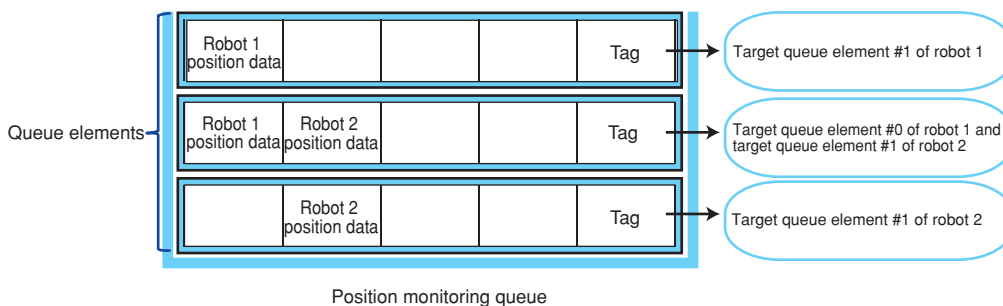 Robot 1
position data
Tag
Target queue element #1 of robot 1
Queue elements
Robot 1
position data
Robot 2
position data
Tag
Target queue element #0 of robot 1 and
target queue element #1 of robot 2
Robot 2
position data
Tag
Target queue element #1 of robot 2
Position monitoring queue